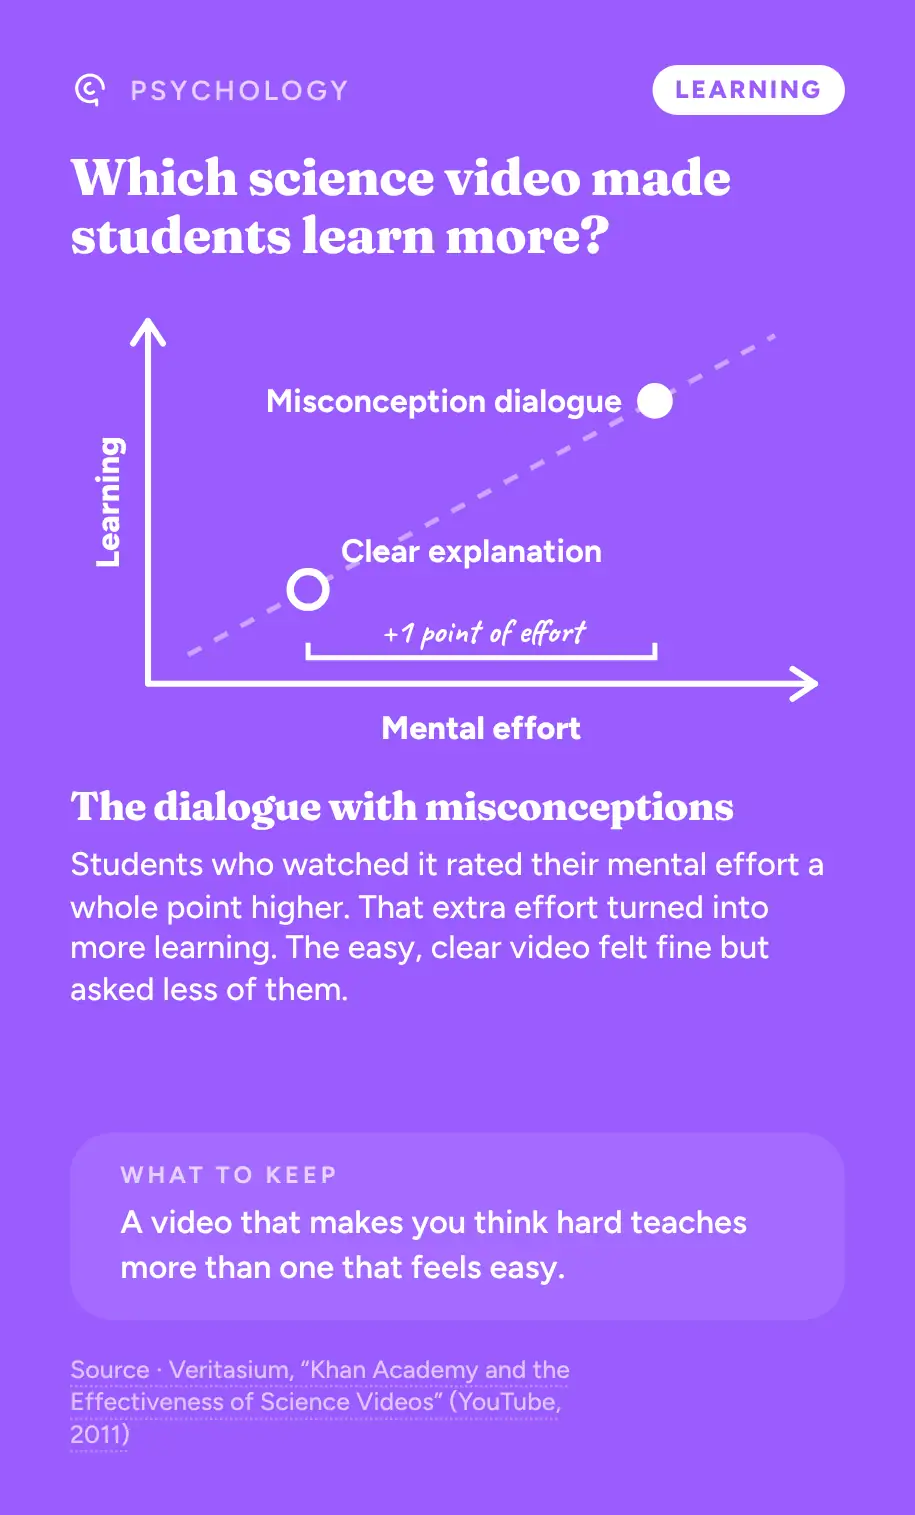 PSYCHOLOGY
LEARNING
Which science video made
students learn more?
Misconception dialogue
Learning
Clear explanation
+1 point of effort
Mental effort
The dialogue with misconceptions
Students who watched it rated their mental effort a
whole point higher. That extra effort turned into
more learning. The easy, clear video felt fine but
asked less of them.
WHAT TO KEEP
A video that makes you think hard teaches
more than one that feels easy.
Source · Veritasium, “Khan Academy and the
Effectiveness of Science Videos” (YouTube,
2011)